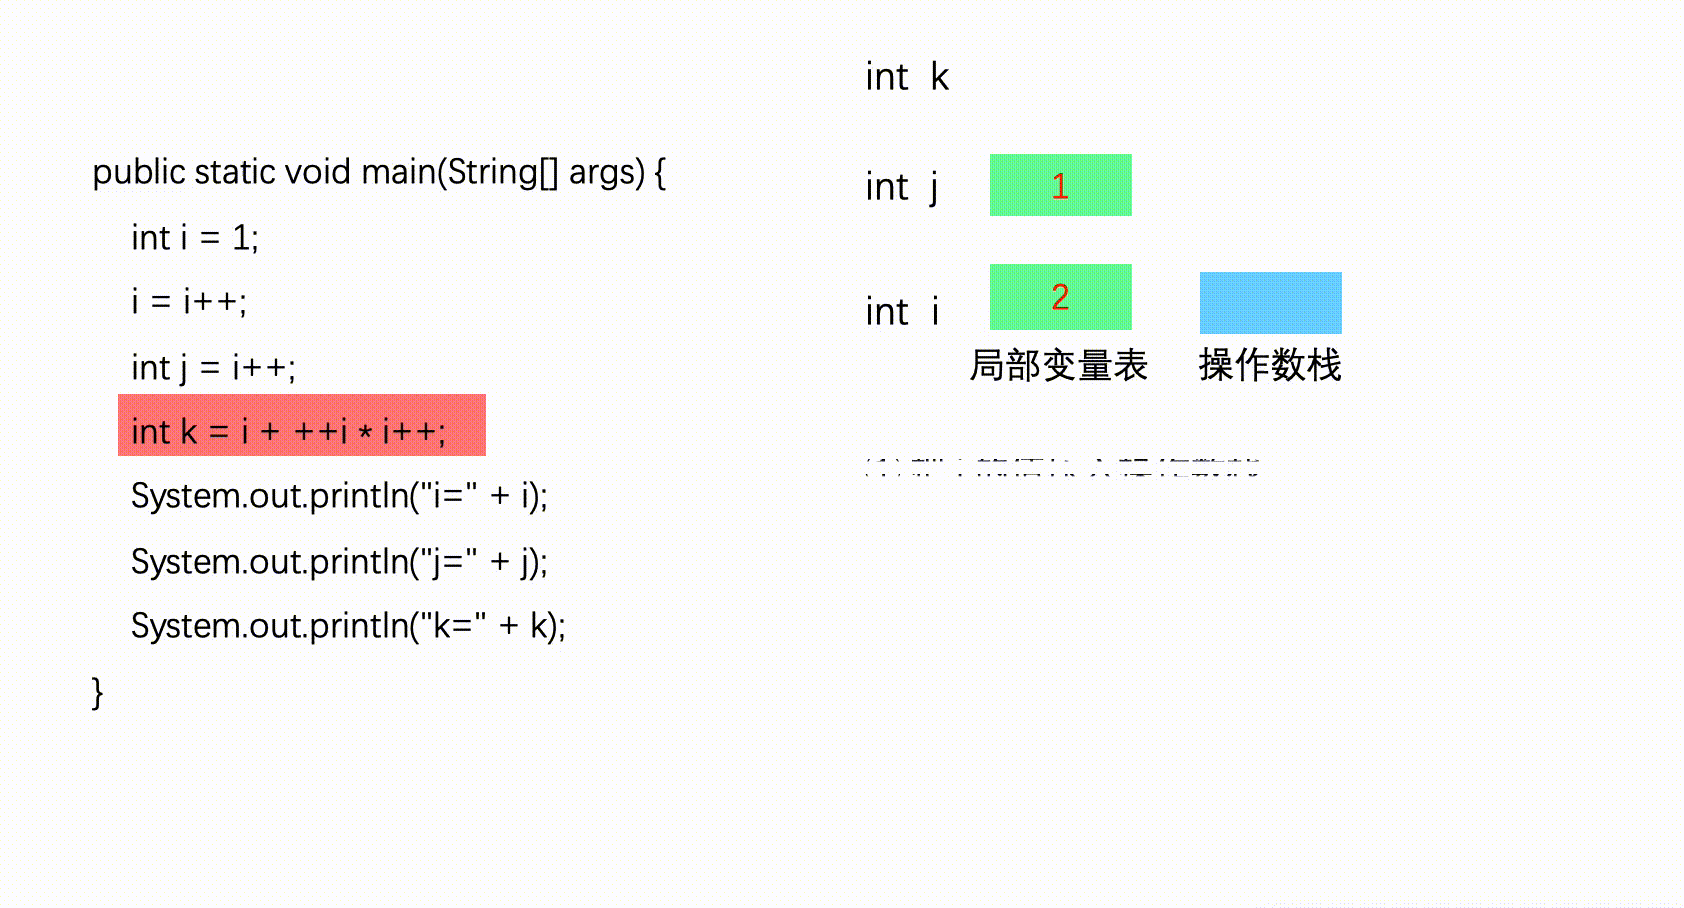 public static void main(String[] args) {
int i = 1;
i = i++;
int j = i++;
int k = i + ++i * i++;
System.out.println("i=" + i);
System.out.println("j=" + j);
System.out.println("k=" + k);
}
int k
int j 1
int i 2
局部变量表 操作数栈